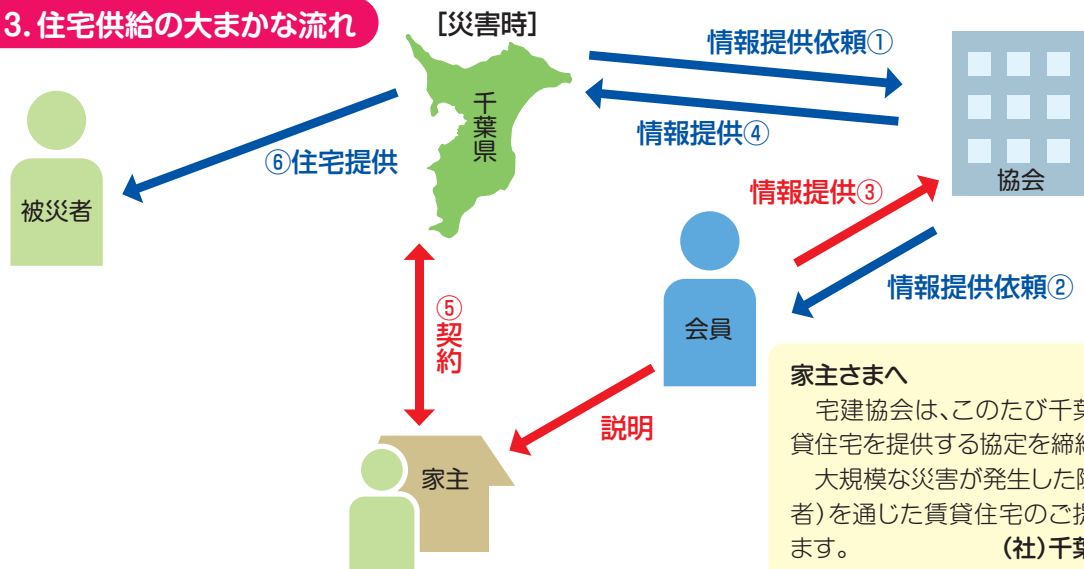 3.住宅供給の大まかな流れ
[災害時]
情報提供依頼①
千葉県
情報提供④
⑥住宅提供
協会
被災者
情報提供③
情報提供依頼②
会員
⑤契約
説明
家主
家主さまへ
　宅建協会は、このたび千葉
貸住宅を提供する協定を締結
　大規模な災害が発生した際
者)を通じた賃貸住宅のご提
ます。　(社)千葉